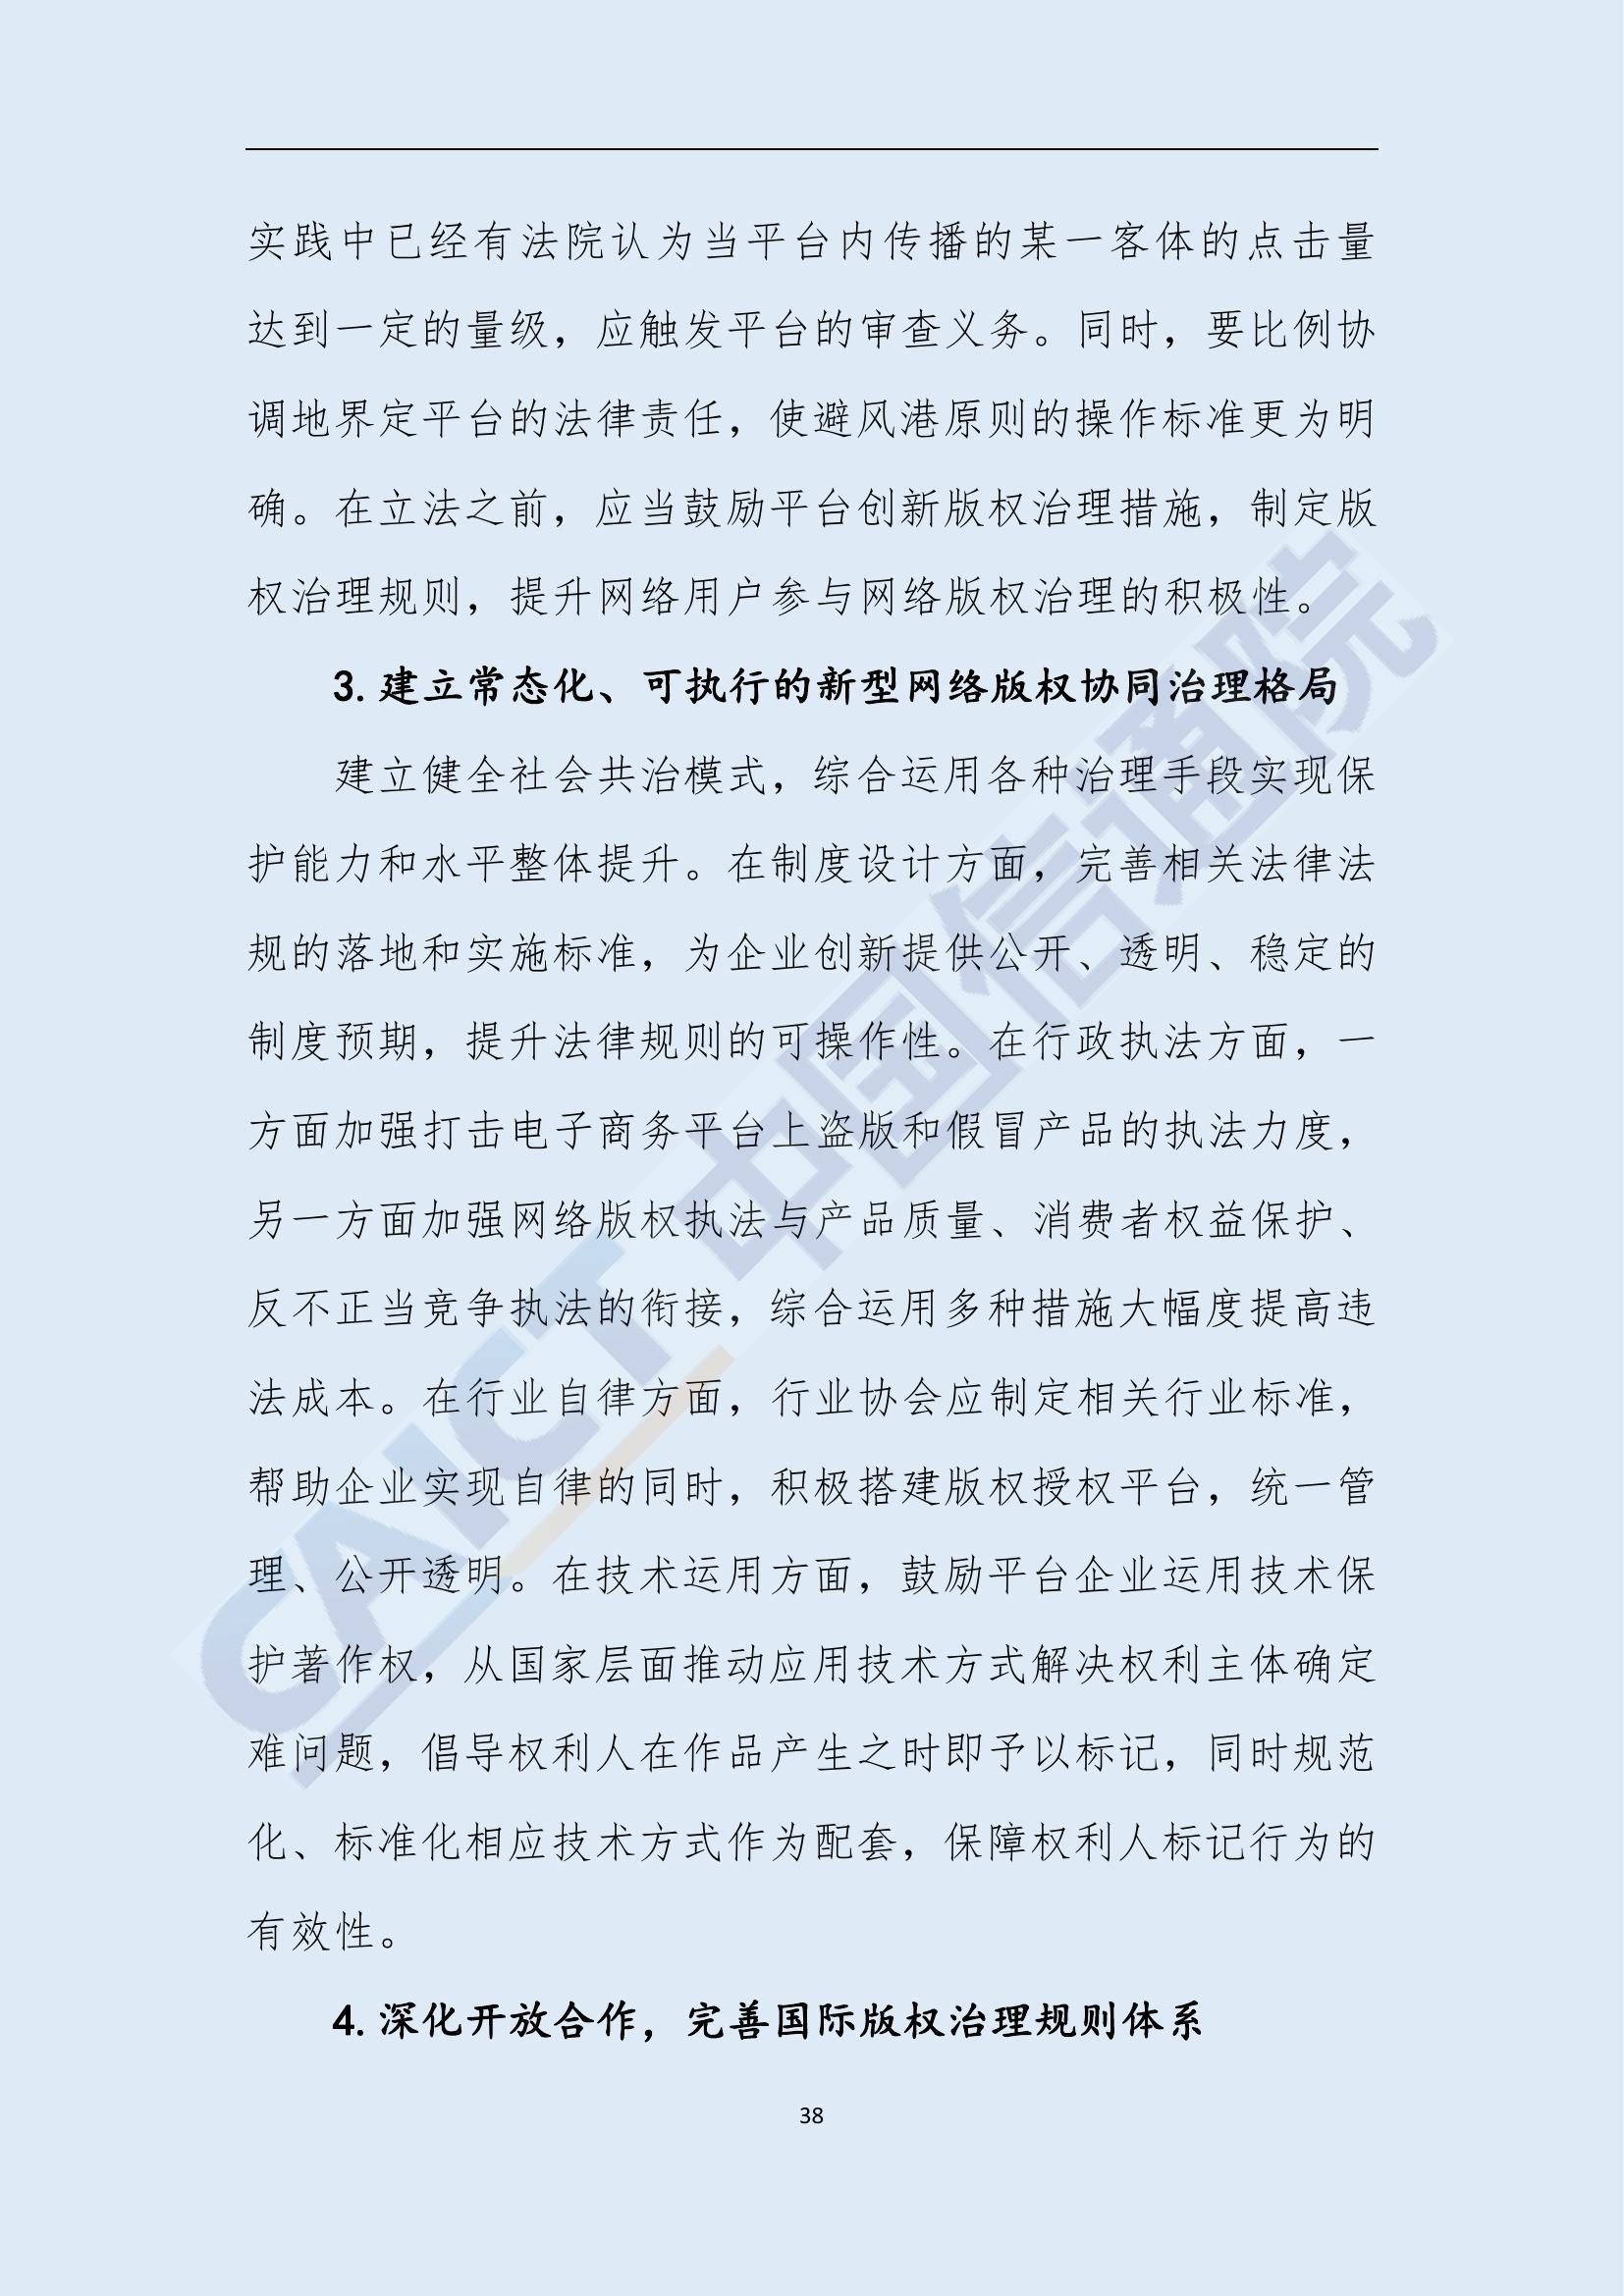 实践中已经有法院认为当平台内传播的某一客体的点击量
达到一定的量级，应触发平台的审查义务。同时，要比例协
调地界定平台的法律责任，使避风港原则的操作标准更为明
确。在立法之前，应当鼓励平台创新版权治理措施，制定版
权治理规则，提升网络用户参与网络版权治理的积极性。
3.建立常态化、可执行的新型网络版权协同治理格局
建立健全社会共治模式，综合运用各种治理手段实现保
护能力和水平整体提升。在制度设计方面，完善相关法律法
规的落地和实施标准，为企业创新提供公开、透明、稳定的
制度预期，提升法律规则的可操作性。在行政执法方面，一
方面加强打击电子商务平台上盗版和假冒产品的执法力度，
另一方面加强网络版权执法与产品质量、消费者权益保护、
反不正当竞争执法的衔接，综合运用多种措施大幅度提高违
法成本。在行业自律方面，行业协会应制定相关行业标准，
帮助企业实现自律的同时，积极搭建版权授权平台，统一管
理、公开透明。在技术运用方面，鼓励平台企业运用技术保
护著作权，从国家层面推动应用技术方式解决权利主体确定
难问题，倡导权利人在作品产生之时即予以标记，同时规范
化、标准化相应技术方式作为配套，保障权利人标记行为的
有效性。
4.深化开放合作，完善国际版权治理规则体系
38
CAICT 中国信通院